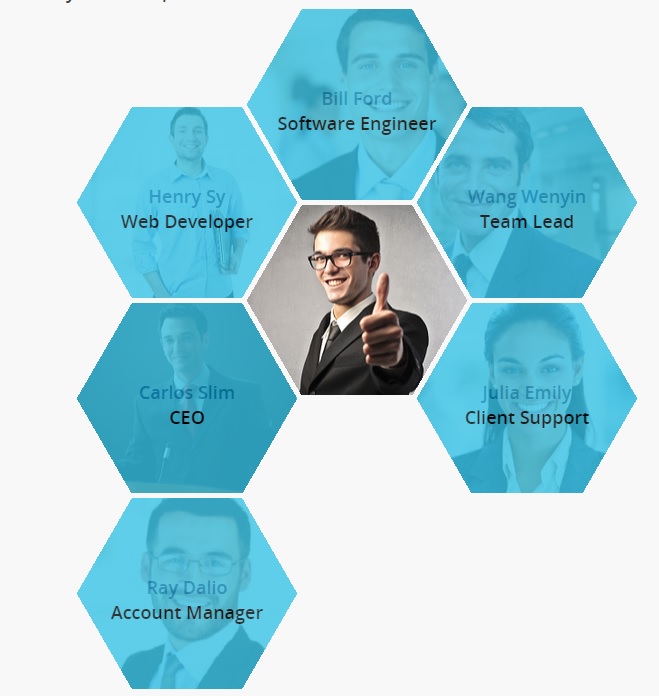 Bill Ford
Software Engineer
Henry Sy
Web Developer
Wang Wenyin
Team Lead
Carlos Slim
CEO
Julia Emily
Client Support
Ray Dalio
Account Manager